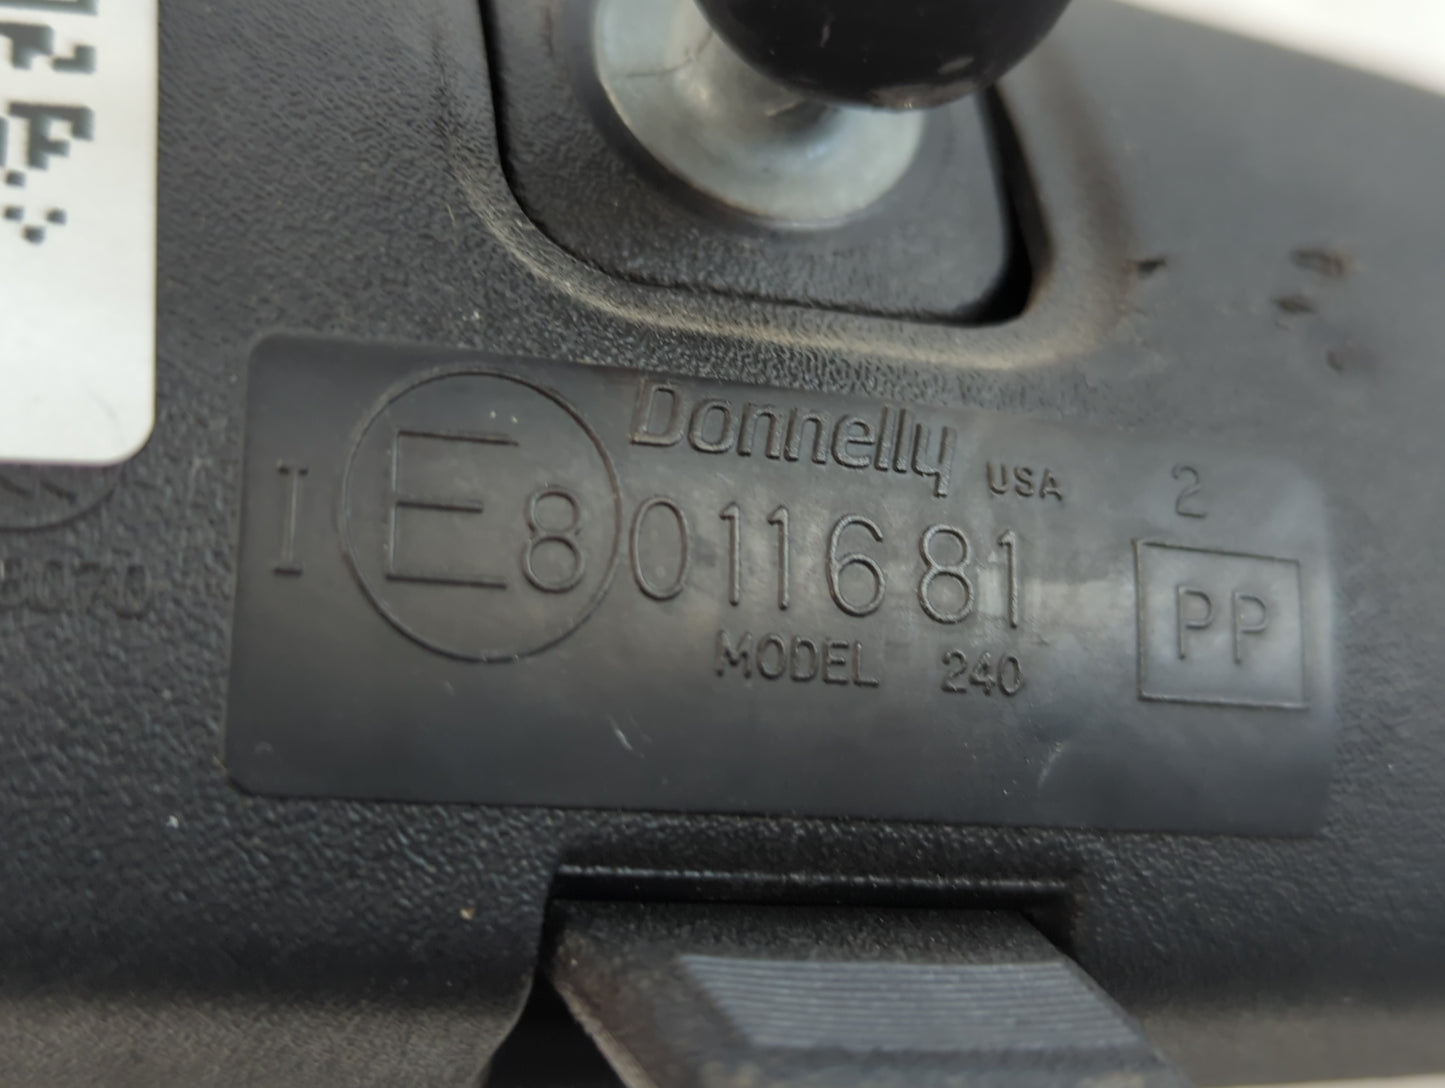 Donnelly USA
I E8 011681 2
MODEL 240 PP